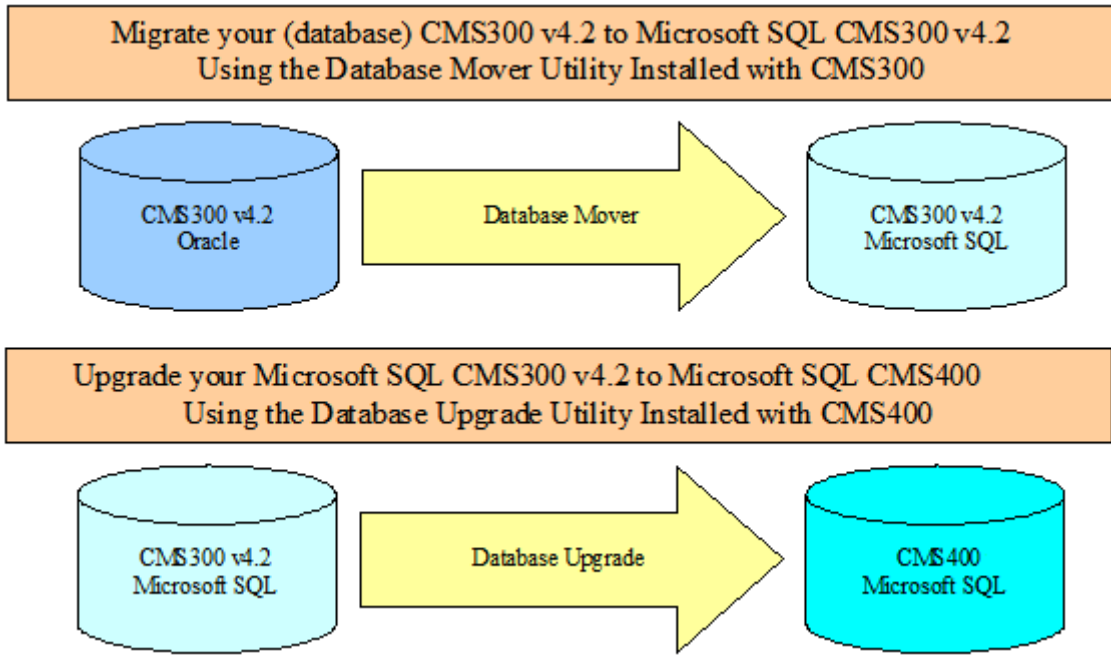 Migrate your (database) CMS300 v4.2 to Microsoft SQL CMS300 v4.2
Using the Database Mover Utility Installed with CMS300
CMS300 v4.2
Oracle
Database Mover
CMS300 v4.2
Microsoft SQL
Upgrade your Microsoft SQL CMS300 v4.2 to Microsoft SQL CMS400
Using the Database Upgrade Utility Installed with CMS400
CMS300 v4.2
Microsoft SQL
Database Upgrade
CMS400
Microsoft SQL